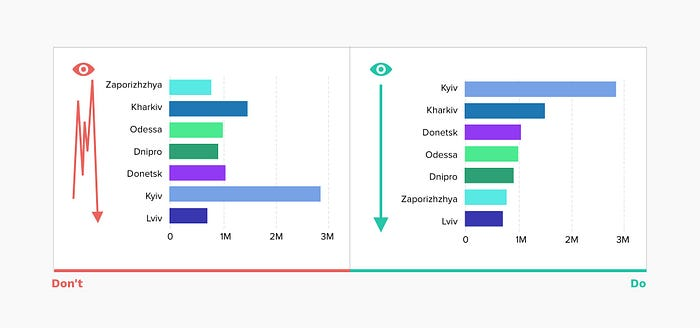 Zaporizhzhya
Kharkiv
Odessa
Dnipro
Donetsk
Kyiv
Lviv
0 1M 2M 3M
Kyiv
Kharkiv
Donetsk
Odessa
Dnipro
Zaporizhzhya
Lviv
0 1M 2M 3M
Don't
Do